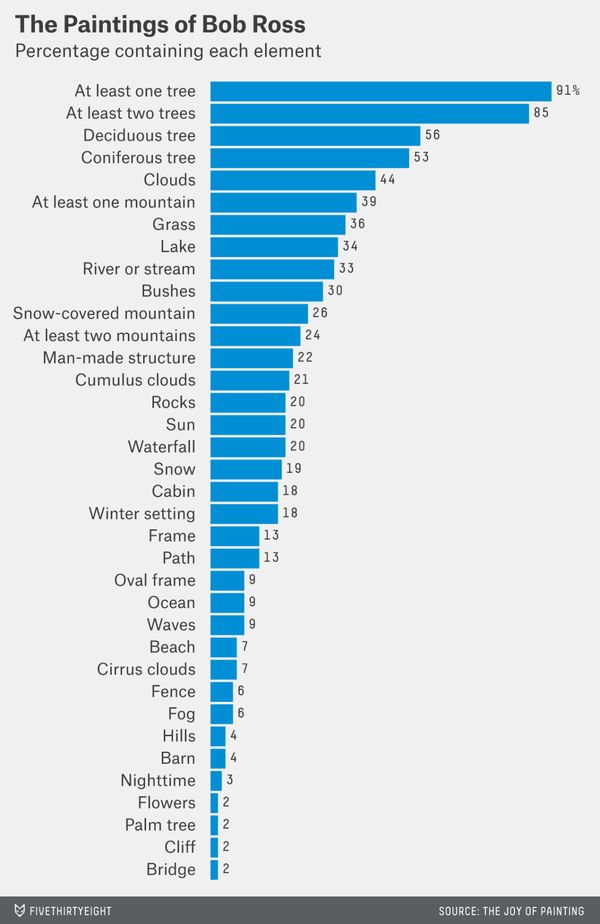 The Paintings of Bob Ross
Percentage containing each element
At least one tree 91%
At least two trees 85
Deciduous tree 56
Coniferous tree 53
Clouds 44
At least one mountain 39
Grass 36
Lake 34
River or stream 33
Bushes 30
Snow-covered mountain 26
At least two mountains 24
Man-made structure 22
Cumulus clouds 21
Rocks 20
Sun 20
Waterfall 20
Snow 19
Cabin 18
Winter setting 18
Frame 13
Path 13
Oval frame 9
Ocean 9
Waves 9
Beach 7
Cirrus clouds 7
Fence 6
Fog 6
Hills 4
Barn 4
Nighttime 3
Flowers 2
Palm tree 2
Cliff 2
Bridge 2
FIVETHIRTYEIGHT SOURCE: THE JOY OF PAINTING